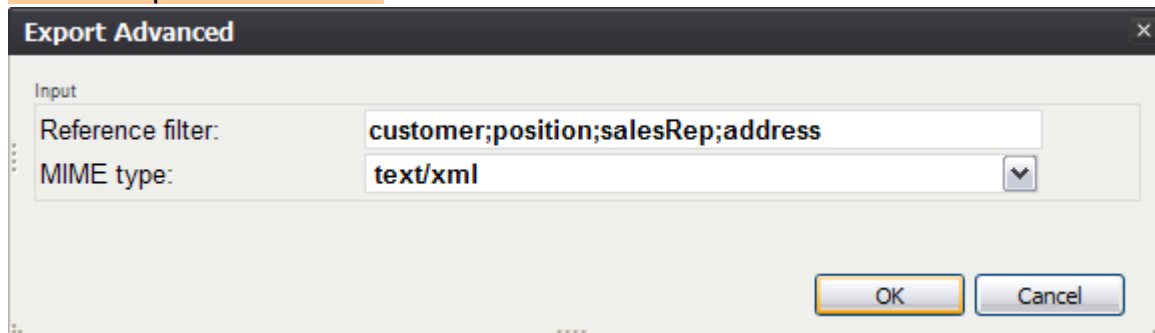 Export Advanced
Input
Reference filter: customer;position;salesRep;address
MIME type: text/xml
OK Cancel